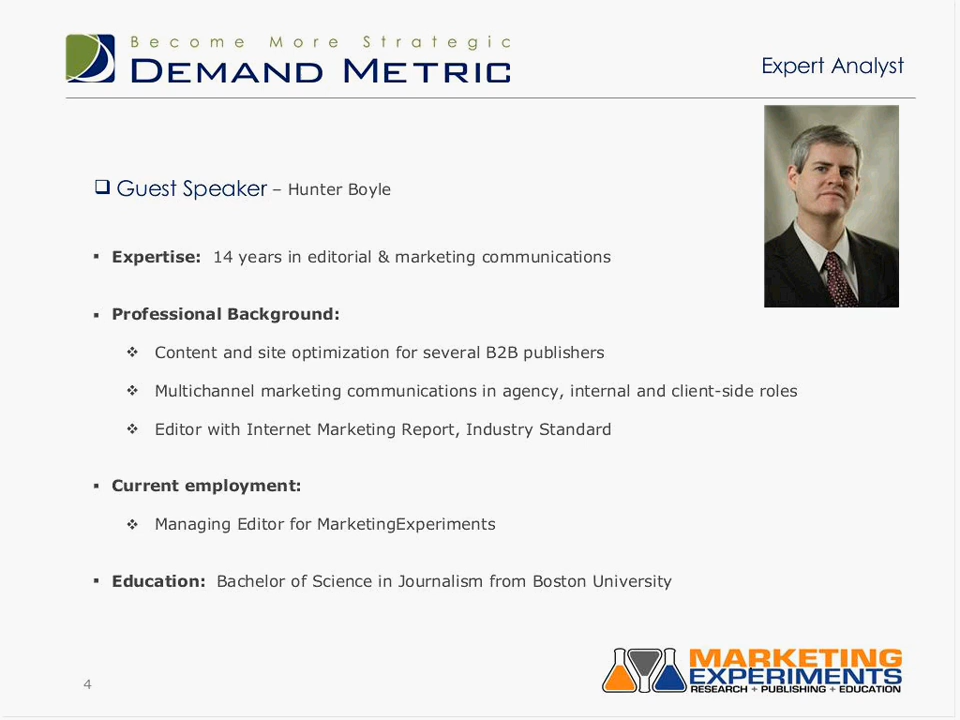 Become More Strategic
DEMAND METRIC
Expert Analyst
Guest Speaker – Hunter Boyle
Expertise: 14 years in editorial & marketing communications
Professional Background:
Content and site optimization for several B2B publishers
Multichannel marketing communications in agency, internal and client-side roles
Editor with Internet Marketing Report, Industry Standard
Current employment:
Managing Editor for MarketingExperiments
Education: Bachelor of Science in Journalism from Boston University
MARKETING
EXPERIMENTS
RESEARCH + PUBLISHING + EDUCATION
4